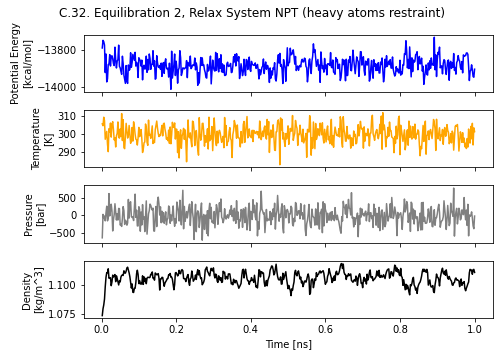 C.32. Equilibration 2, Relax System NPT (heavy atoms restraint)
Potential Energy
[kcal/mol]
−13800
−14000
Temperature
[K]
310
300
290
Pressure
[bar]
500
0
−500
Density
[kg/m^3]
1.100
1.075
0.0 0.2 0.4 0.6 0.8 1.0
Time [ns]